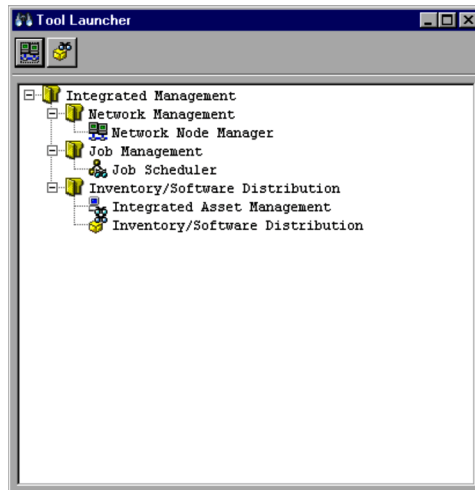 Tool Launcher
Integrated Management
Network Management
Network Node Manager
Job Management
Job Scheduler
Inventory/Software Distribution
Integrated Asset Management
Inventory/Software Distribution